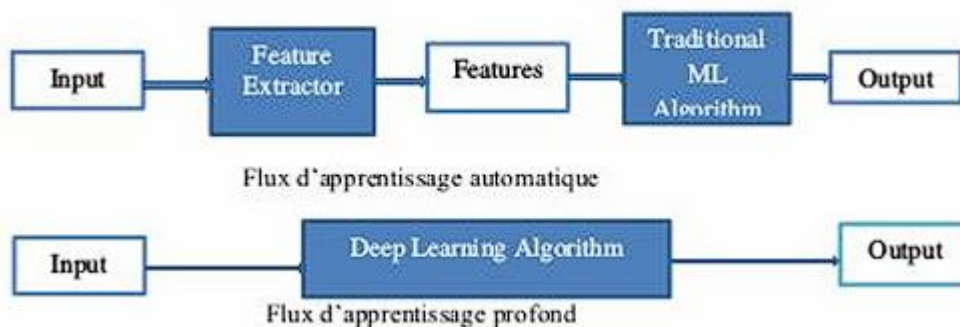 Input
Feature
Extractor
Features
Traditional
ML
Algorithm
Output
Flux d'apprentissage automatique
Input
Deep Learning Algorithm
Output
Flux d'apprentissage profond